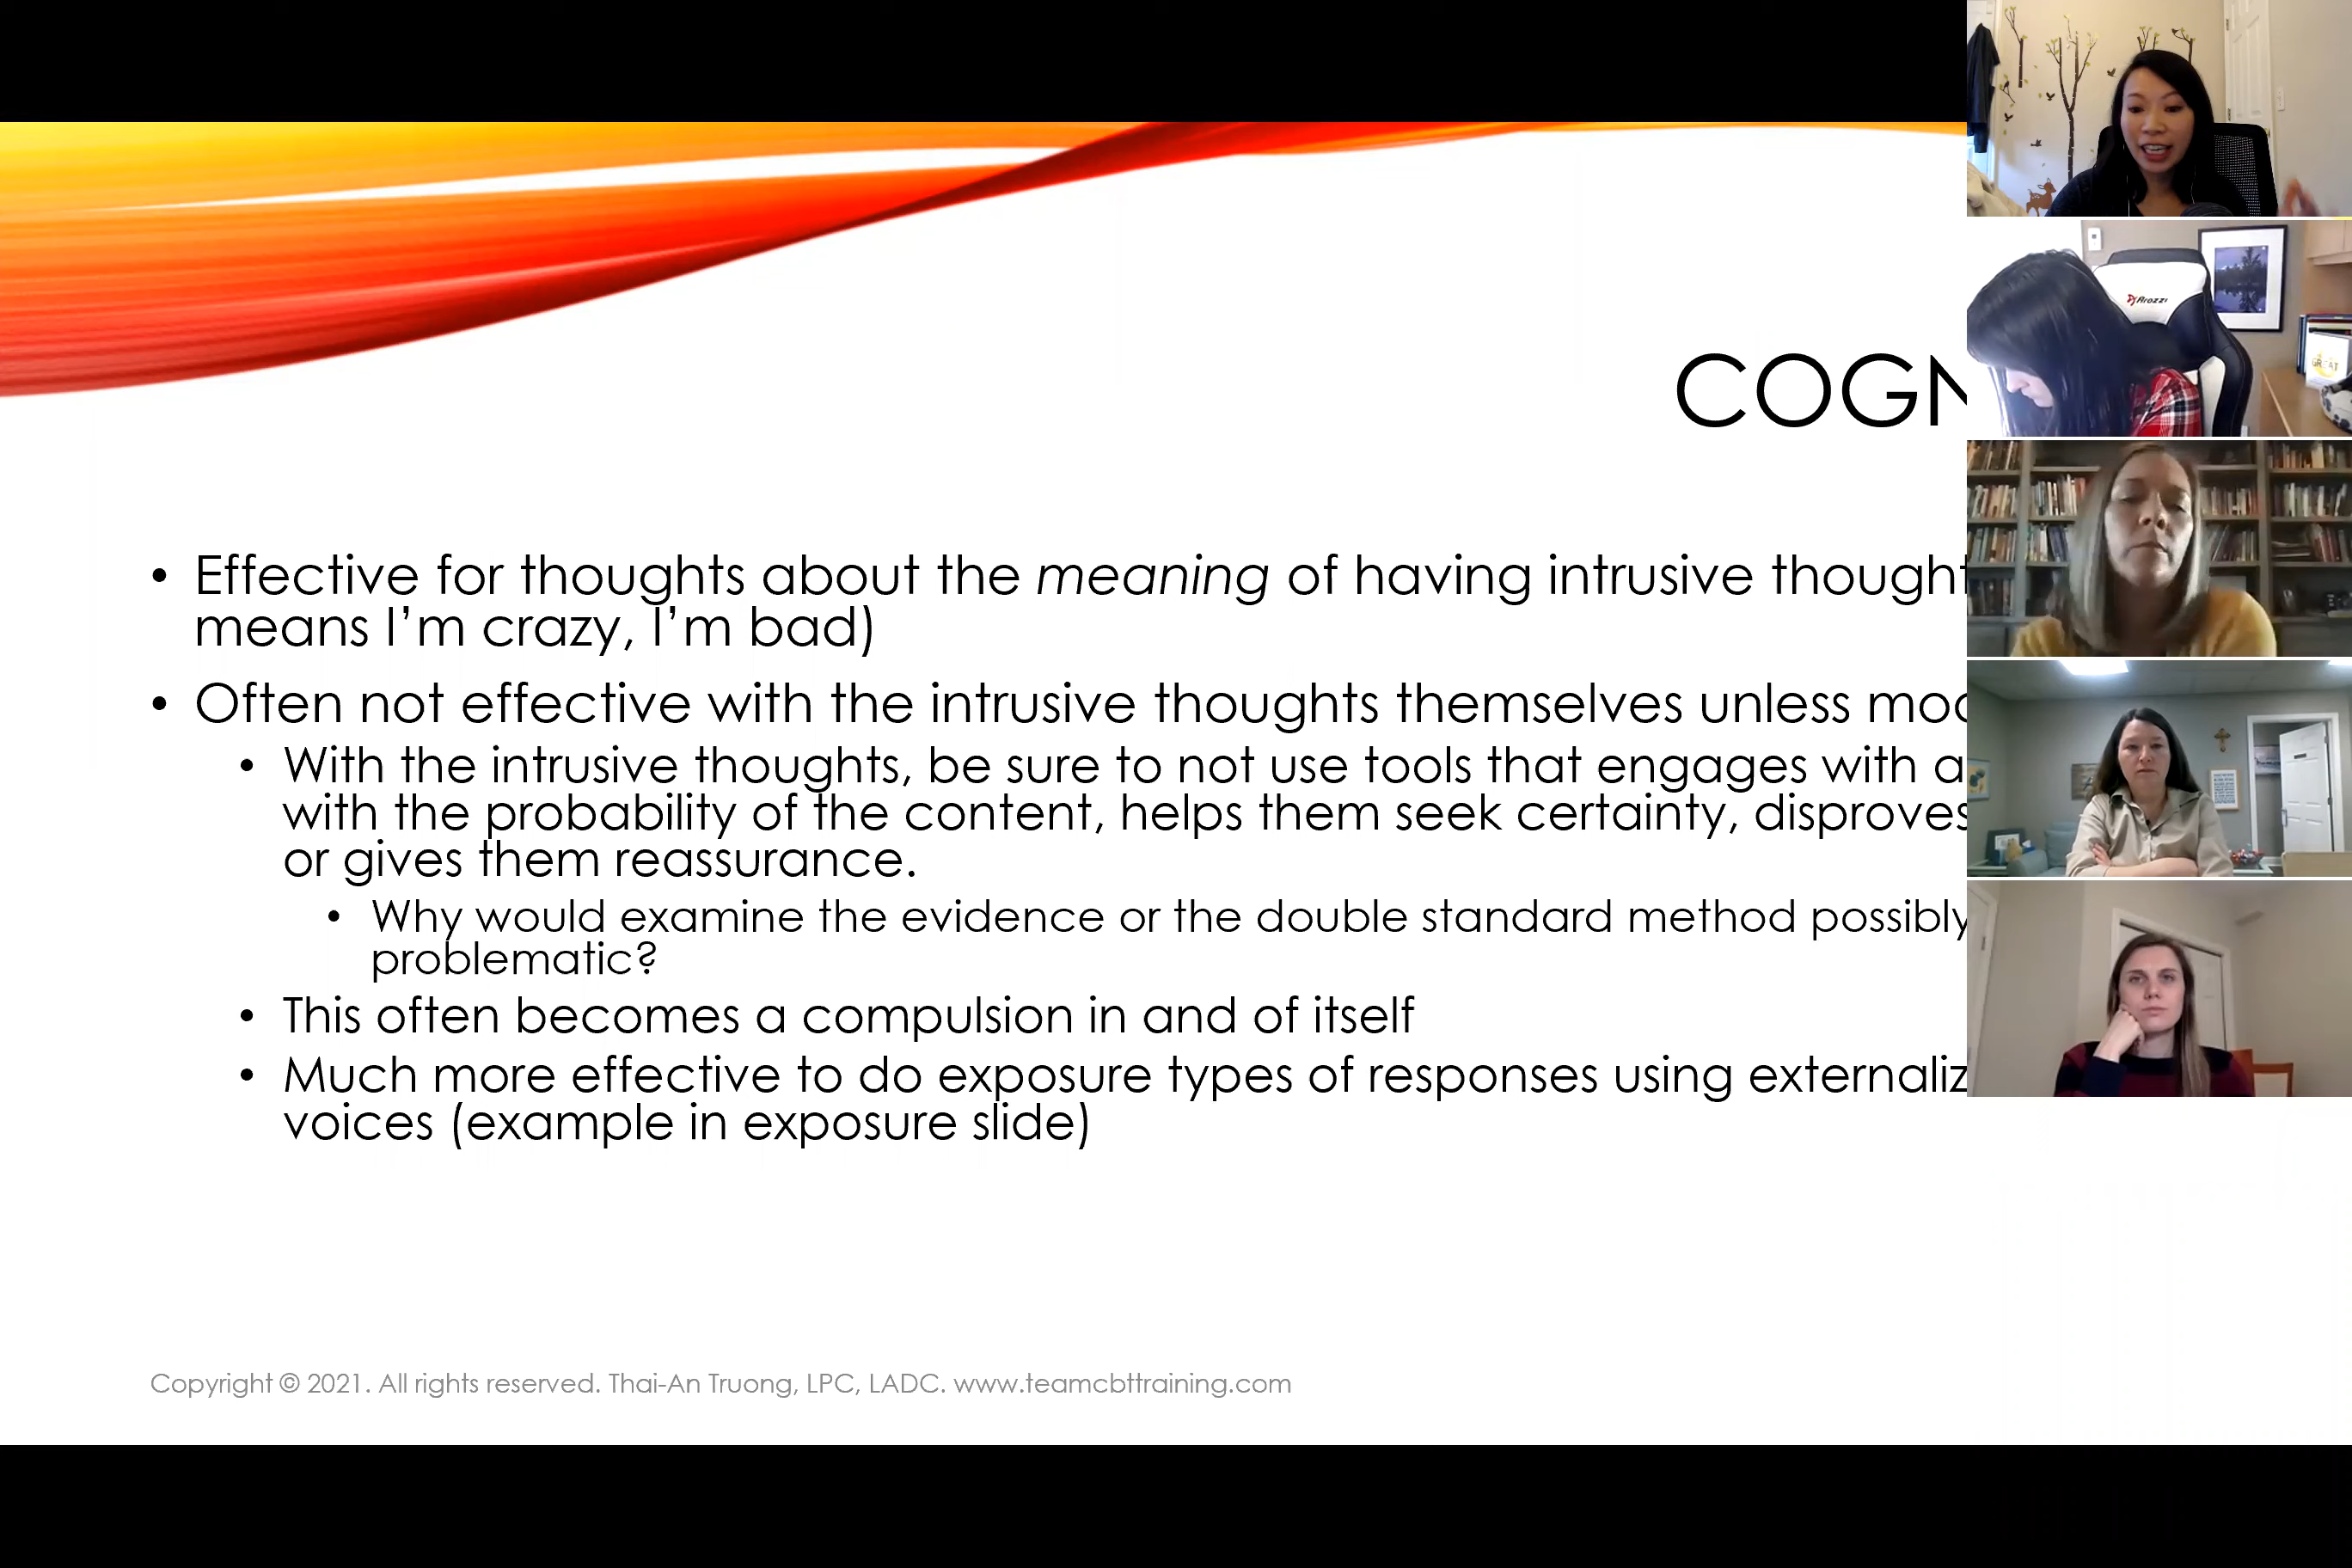 COGN
• Effective for thoughts about the meaning of having intrusive thought
means I'm crazy, I'm bad)
• Often not effective with the intrusive thoughts themselves unless mod
• With the intrusive thoughts, be sure to not use tools that engages with a
with the probability of the content, helps them seek certainty, disproves
or gives them reassurance.
• Why would examine the evidence or the double standard method possibly
problematic?
• This often becomes a compulsion in and of itself
• Much more effective to do exposure types of responses using externaliz
voices (example in exposure slide)
Copyright © 2021. All rights reserved. Thai-An Truong, LPC, LADC. www.teamcbttraining.com
Arozzi
GREAT